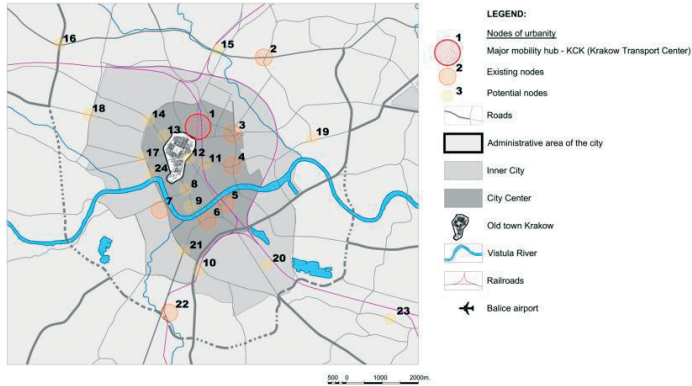 LEGEND:
Nodes of urbanity
1
Major mobility hub - KCK (Krakow Transport Center)
2
Existing nodes
3
Potential nodes
Roads
Administrative area of the city
Inner City
City Center
Old town Krakow
Vistula River
Railroads
Balice airport
16
15
2
18
14
1
13
3
19
17
12
11
4
24
8
9
5
7
6
21
10
20
22
23
500 0 1000 2000m.